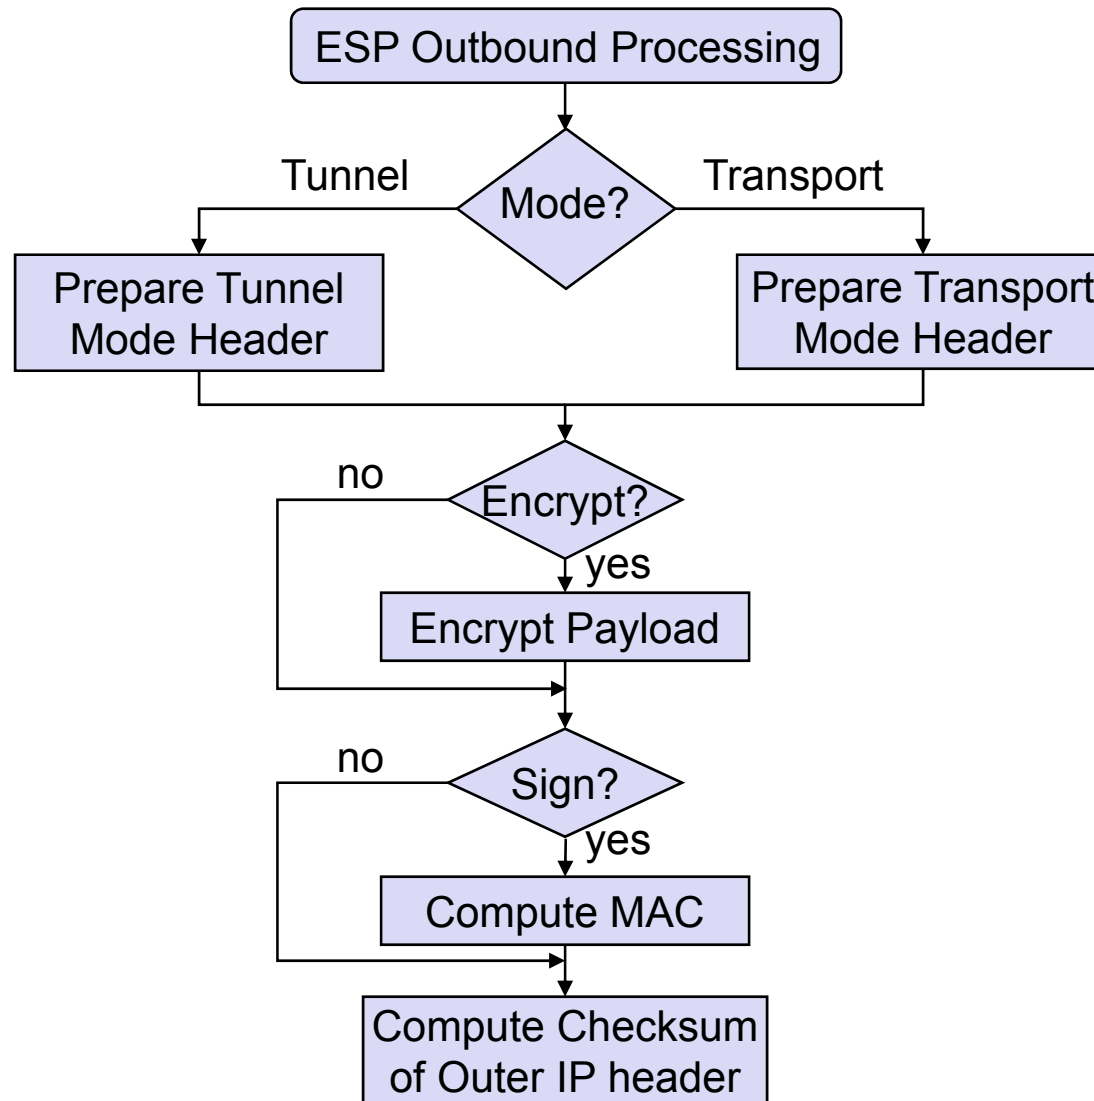 ESP Outbound Processing
Tunnel
Mode?
Transport
Prepare Tunnel
Mode Header
Prepare Transport
Mode Header
no
Encrypt?
yes
Encrypt Payload
no
Sign?
yes
Compute MAC
Compute Checksum
of Outer IP header